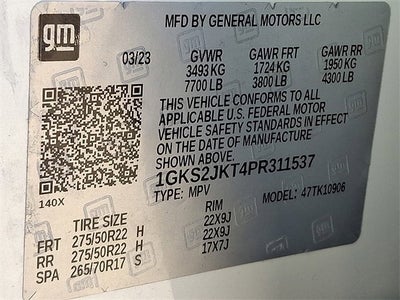 gm
MFD BY GENERAL MOTORS LLC
03/23 GVWR GAWR FRT GAWR RR
3493 KG 1724 KG 1950 KG
7700 LB 3800 LB 4300 LB
THIS VEHICLE CONFORMS TO ALL
APPLICABLE U.S. FEDERAL MOTOR
VEHICLE SAFETY STANDARDS IN EFFECT
ON THE DATE OF MANUFACTURE
SHOWN ABOVE.
1GKS2JKT4PR311537
140X TYPE: MPV MODEL: 47TK10906
TIRE SIZE RIM
FRT 275/50R22 H 22X9J
RR 275/50R22 H 22X9J
SPA 265/70R17 S 17X7J